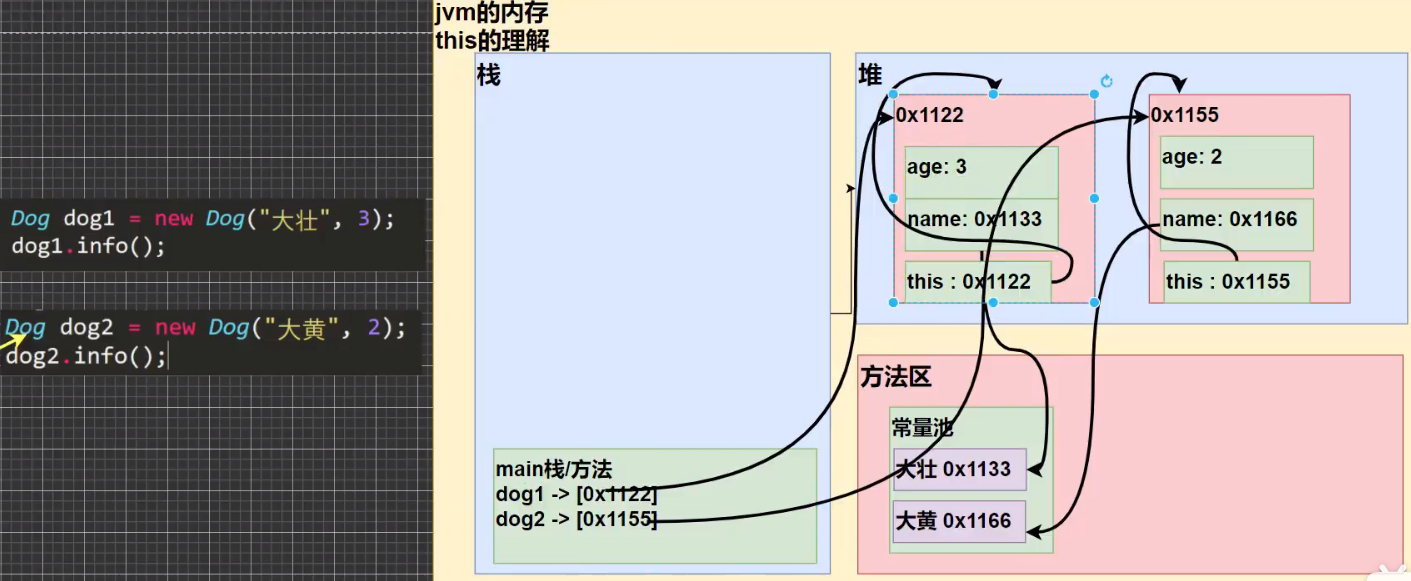 Dog dog1 = new Dog("大壮", 3);
dog1.info();
Dog dog2 = new Dog("大黄", 2);
dog2.info();
jvm的内存
this的理解
栈
main栈/方法
dog1 -> [0x1122]
dog2 -> [0x1155]
堆
0x1122
age: 3
name: 0x1133
this : 0x1122
0x1155
age: 2
name: 0x1166
this : 0x1155
方法区
常量池
大壮 0x1133
大黄 0x1166